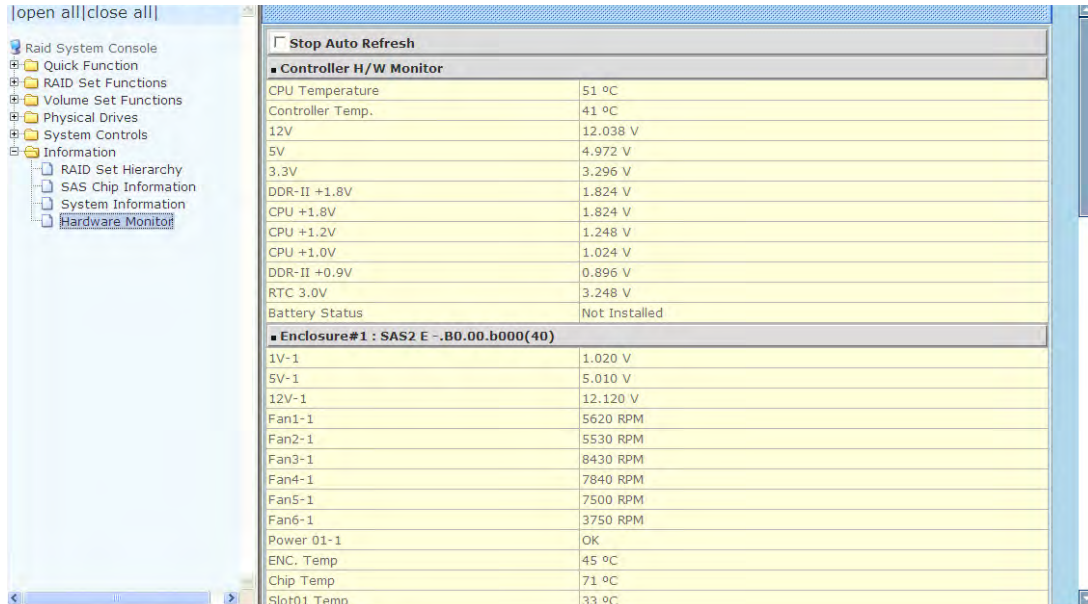 |open all|close all|
Raid System Console
Quick Function
RAID Set Functions
Volume Set Functions
Physical Drives
System Controls
Information
RAID Set Hierarchy
SAS Chip Information
System Information
Hardware Monitor
Stop Auto Refresh
Controller H/W Monitor
CPU Temperature 51 ºC
Controller Temp. 41 ºC
12V 12.038 V
5V 4.972 V
3.3V 3.296 V
DDR-II +1.8V 1.824 V
CPU +1.8V 1.824 V
CPU +1.2V 1.248 V
CPU +1.0V 1.024 V
DDR-II +0.9V 0.896 V
RTC 3.0V 3.248 V
Battery Status Not Installed
Enclosure#1 : SAS2 E -.B0.00.b000(40)
1V-1 1.020 V
5V-1 5.010 V
12V-1 12.120 V
Fan1-1 5620 RPM
Fan2-1 5530 RPM
Fan3-1 8430 RPM
Fan4-1 7840 RPM
Fan5-1 7500 RPM
Fan6-1 3750 RPM
Power 01-1 OK
ENC. Temp 45 ºC
Chip Temp 71 ºC
Slot01 Temp 33 ºC